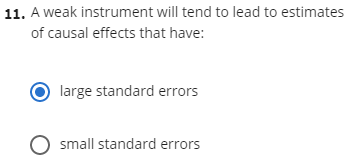 11. A weak instrument will tend to lead to estimates
of causal effects that have:
large standard errors
small standard errors